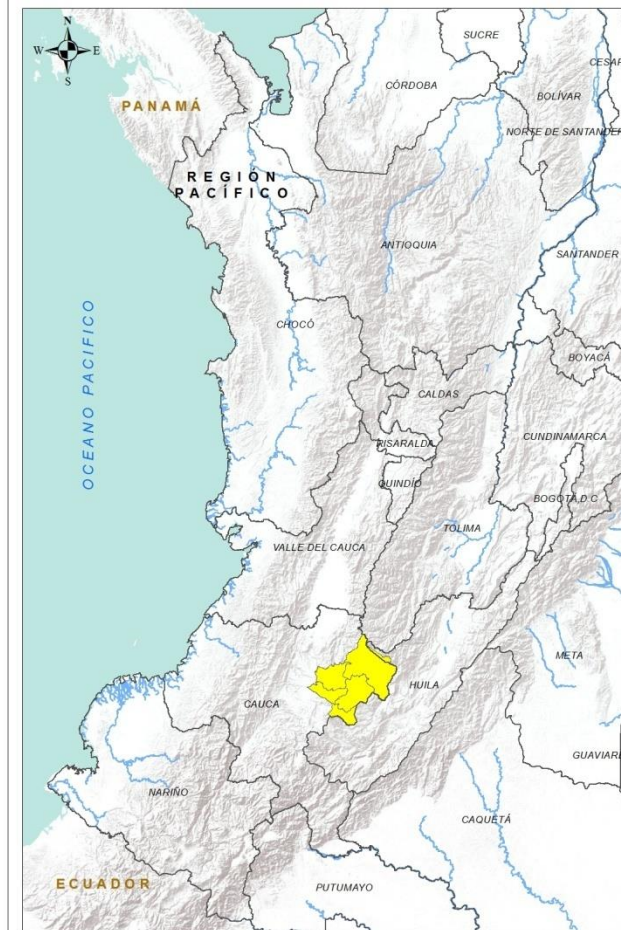 N
W E
S
SUCRE
CESAR
CÓRDOBA
BOLÍVAR
PANAMÁ
NORTE DE SANTANDER
REGIÓN
PACÍFICO
ANTIOQUIA
SANTANDER
OCEANO PACIFICO
CHOCÓ
BOYACÁ
CALDAS
CUNDINAMARCA
RISARALDA
QUINDÍO
BOGOTÁ,D.C
TOLIMA
VALLE DEL CAUCA
META
HUILA
CAUCA
GUAVIARE
NARIÑO
CAQUETÁ
ECUADOR
PUTUMAYO